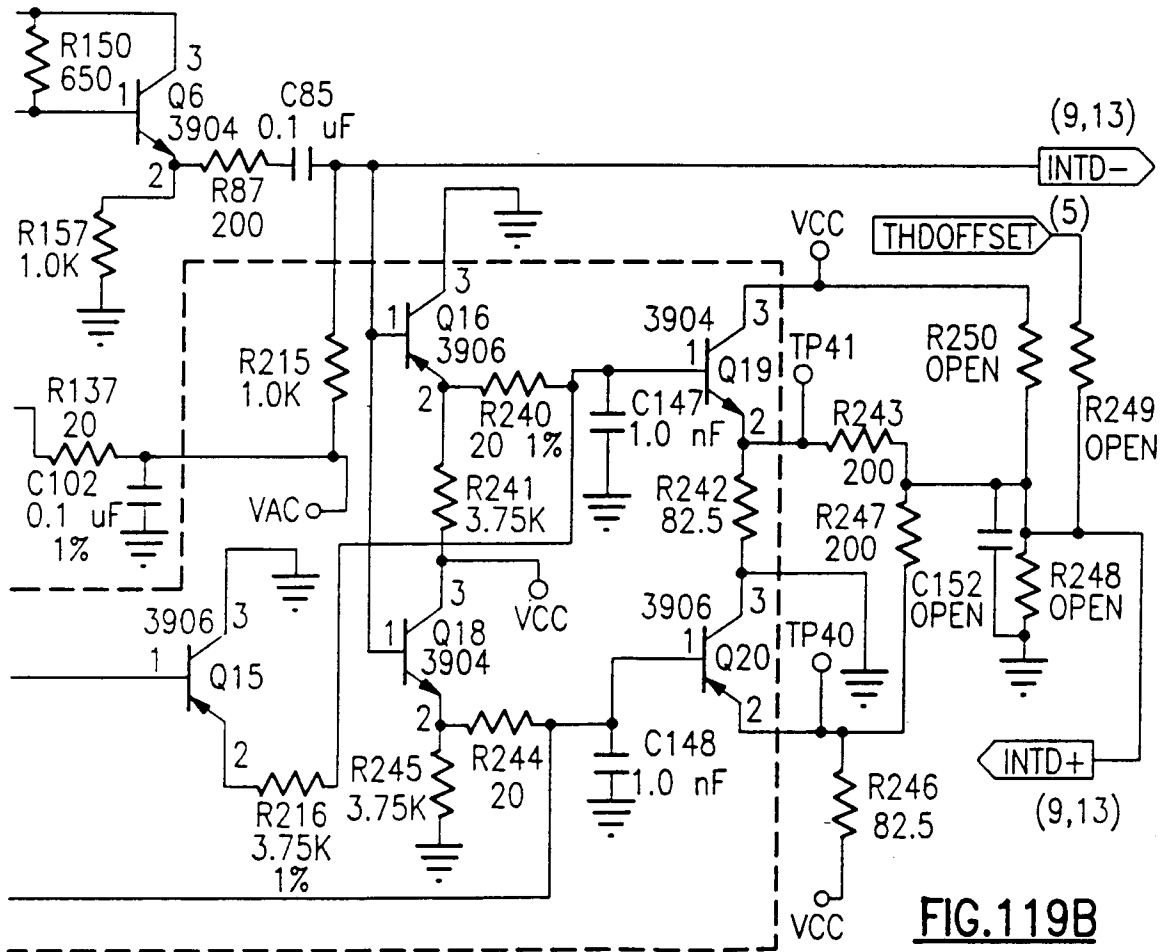 R150
650
3
1
Q6
3904
2
C85
0.1 uF
R87
200
R157
1.0K
(9,13)
INTD-
(5)
THDOFFSET
VCC
3
1
Q16
3906
2
R215
1.0K
R240
20 1%
R241
3.75K
C147
1.0 nF
3904
3
1
Q19
2
TP41
R243
200
R250
OPEN
R249
OPEN
R137
20
C102
0.1 uF
1%
VAC
R242
82.5
R247
200
C152
OPEN
R248
OPEN
3906
3
1
Q15
2
R216
3.75K
1%
VCC
3
1
Q18
3904
2
R245
3.75K
R244
20
C148
1.0 nF
3906
3
1
Q20
2
TP40
R246
82.5
VCC
INTD+
(9,13)
FIG.119B